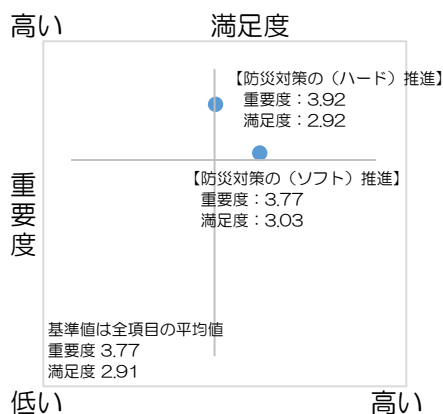 高い
満足度
【防災対策の（ハード）推進】
重要度：3.92
満足度：2.92
【防災対策の（ソフト）推進】
重要度：3.77
満足度：3.03
重要度
基準値は全項目の平均値
重要度 3.77
満足度 2.91
低い
高い